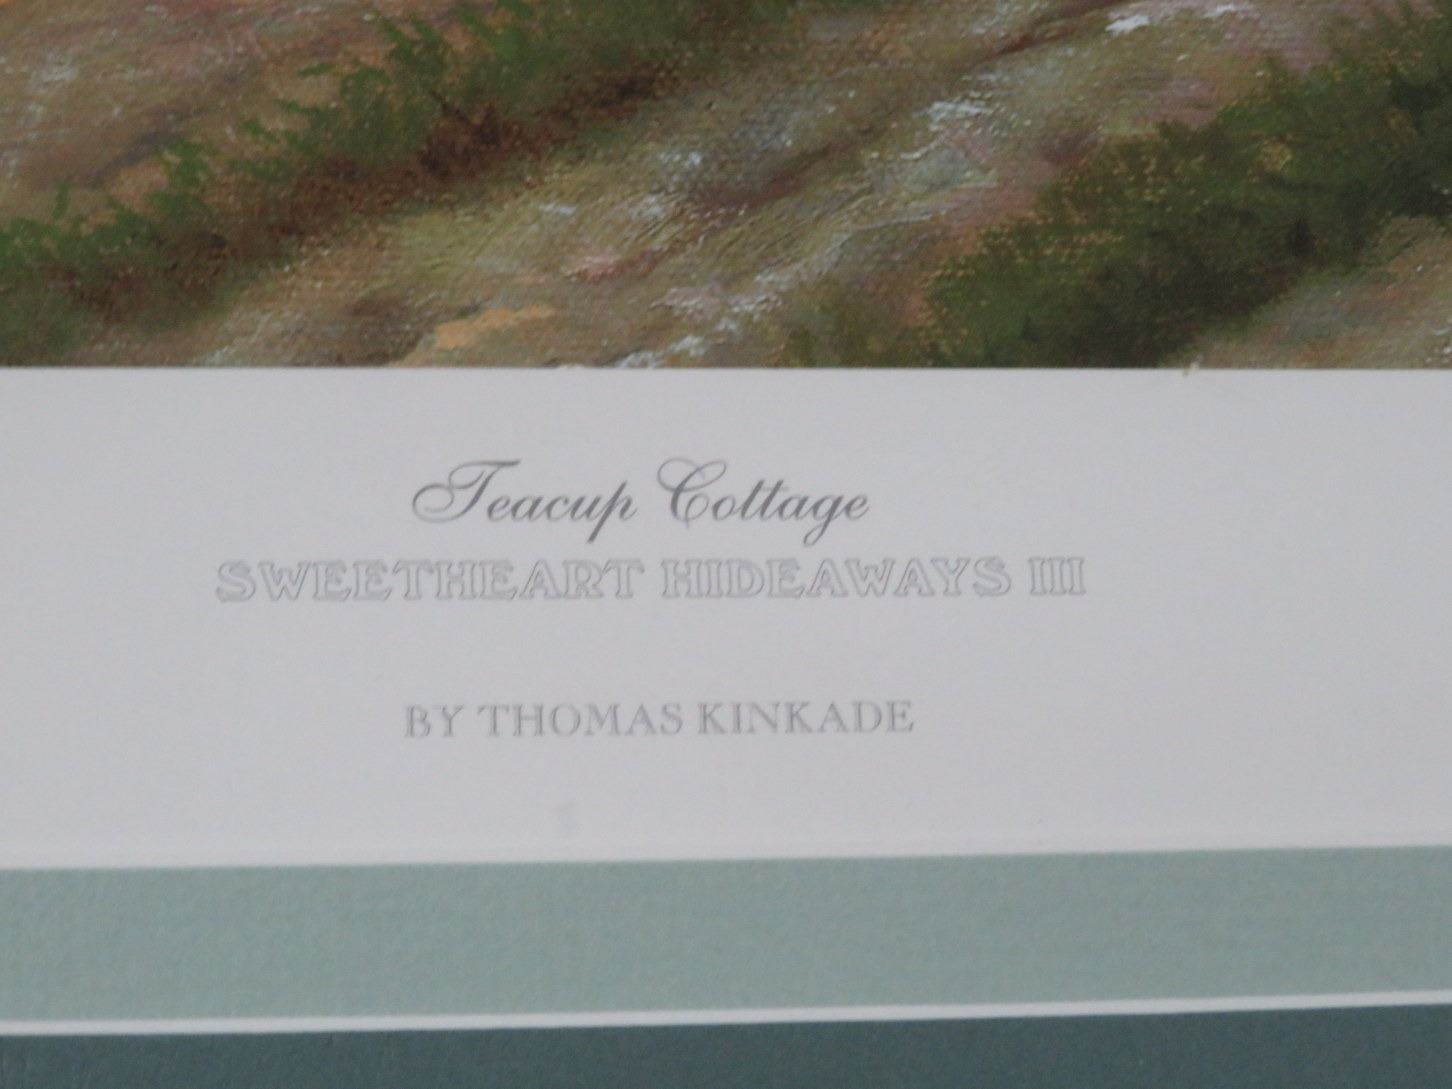 Teacup Cottage
SWEETHEART HIDEAWAYS III
BY THOMAS KINKADE